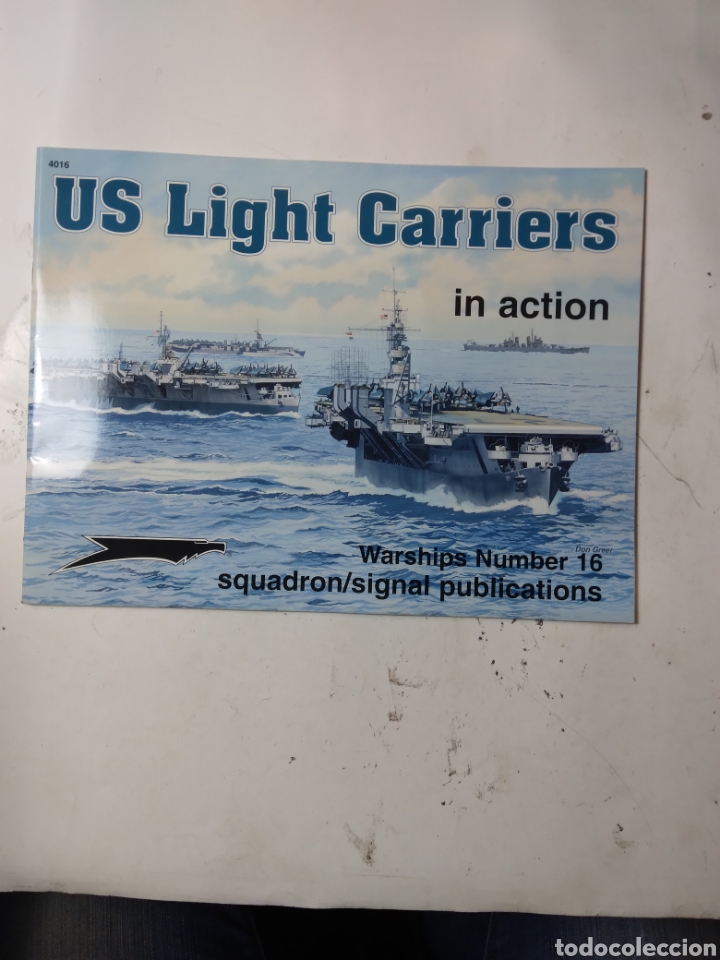 4016
US Light Carriers
in action
Don Greer
Warships Number 16
squadron/signal publications
todocoleccion